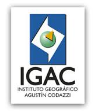 IGAC
INSTITUTO GEOGRÁFICO
AGUSTÍN CODAZZI